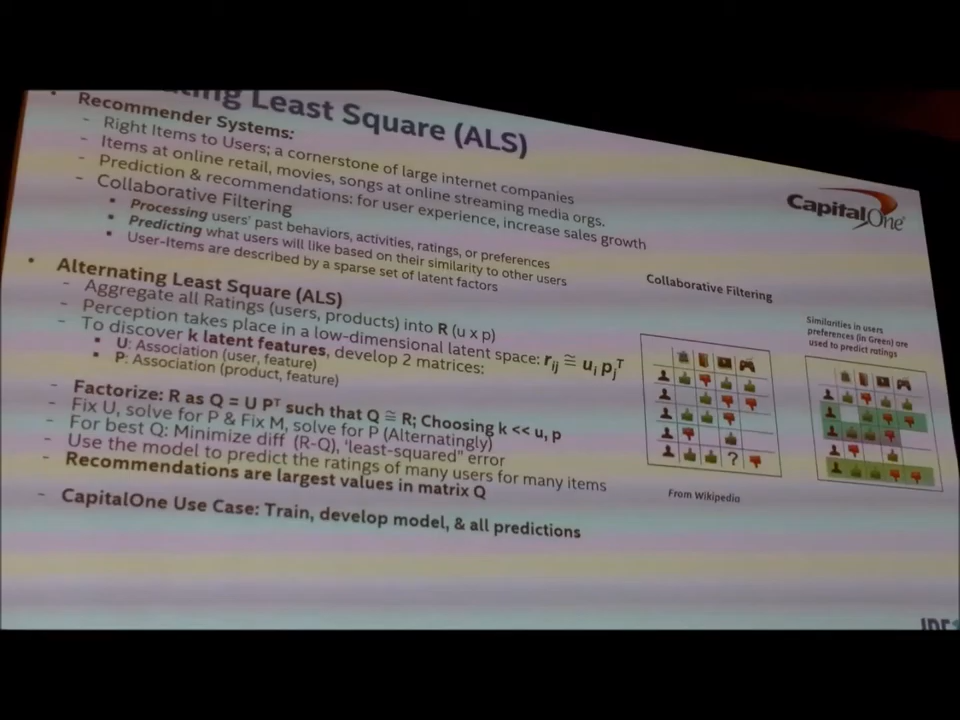 Least Square (ALS)
• Recommender Systems:
- Right Items to Users; a cornerstone of large internet companies
- Items at online retail, movies, songs at online streaming media orgs.
- Prediction & recommendations: for user experience, increase sales growth
- Collaborative Filtering
• Processing users' past behaviors, activities, ratings, or preferences
• Predicting what users will like based on their similarity to other users
• User-Items are described by a sparse set of latent factors
• Alternating Least Square (ALS)
- Aggregate all Ratings (users, products) into R (u x p)
- Perception takes place in a low-dimensional latent space: rij ≅ ui pjT
- To discover k latent features, develop 2 matrices:
• U: Association (user, feature)
• P: Association (product, feature)
- Factorize: R as Q = U PT such that Q ≅ R; Choosing k << u, p
- Fix U, solve for P & Fix M, solve for P (Alternatingly)
- For best Q: Minimize diff (R-Q), 'least-squared" error
- Use the model to predict the ratings of many users for many items
- Recommendations are largest values in matrix Q
- CapitalOne Use Case: Train, develop model, & all predictions
CapitalOne
Collaborative Filtering
Similarities in users
preferences (in Green) are
used to predict ratings
?
From Wikipedia